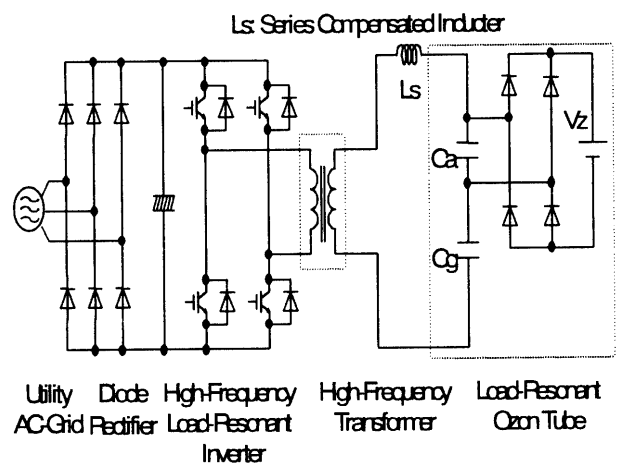 Ls: Series Compensated Inducter
Ls
Vz
Ca
Cg
Utility Diode High-Frequency High-Frequency Load-Resonant
AC-Grid Rectifier Load-Resonant Transformer Ozon Tube
Inverter